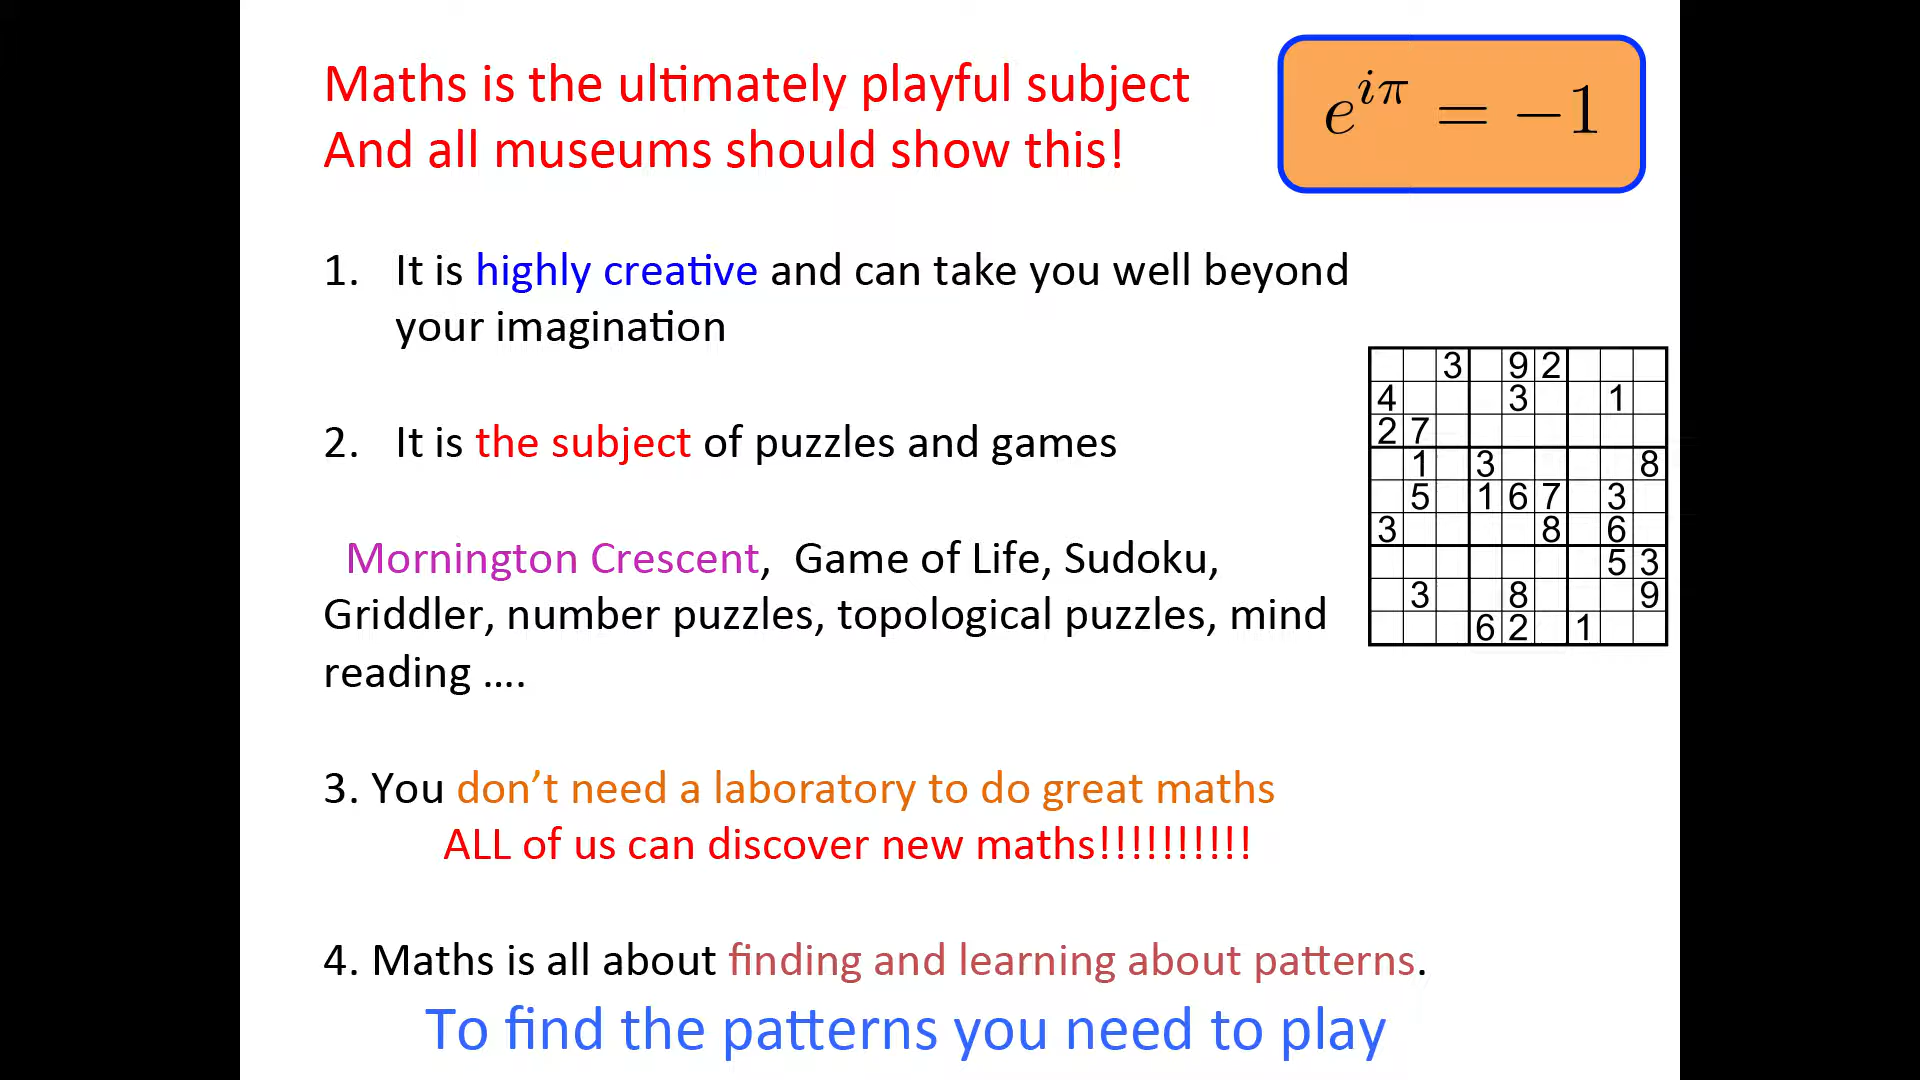 Maths is the ultimately playful subject
And all museums should show this!
e^{iπ} = −1
1. It is highly creative and can take you well beyond
your imagination
2. It is the subject of puzzles and games
Mornington Crescent, Game of Life, Sudoku,
Griddler, number puzzles, topological puzzles, mind
reading ....
3 9 2
4 3 1
2 7
1 3 8
5 1 6 7 3
3 8 6
5 3
3 8 9
6 2 1
3. You don’t need a laboratory to do great maths
ALL of us can discover new maths!!!!!!!!!!
4. Maths is all about finding and learning about patterns.
To find the patterns you need to play